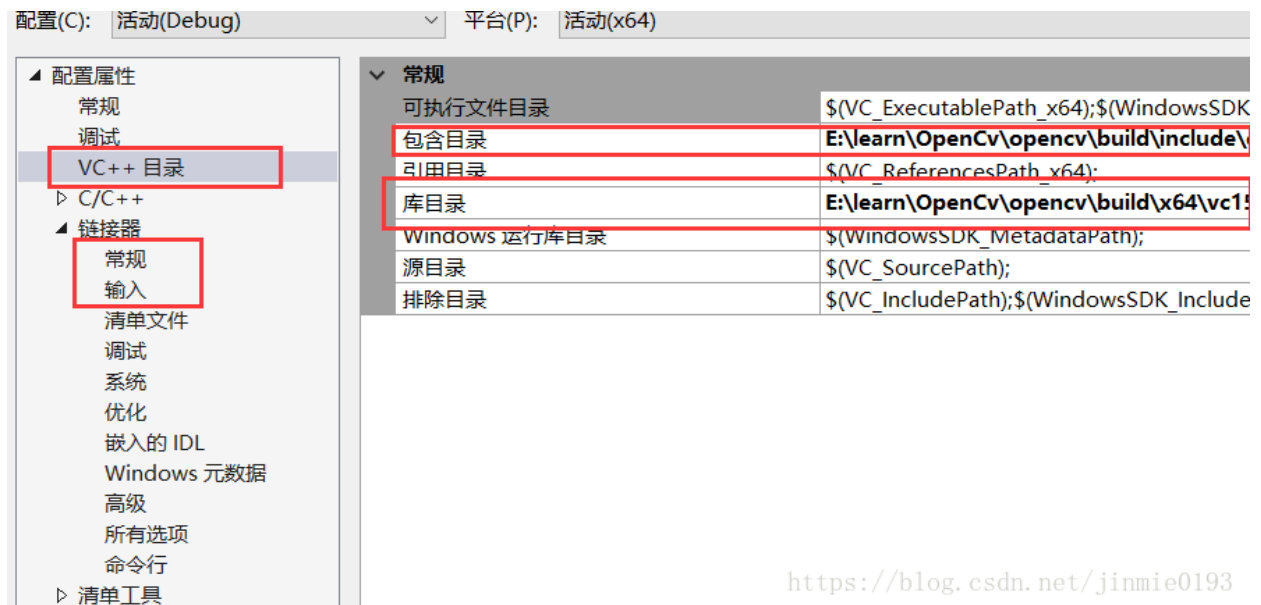 配置(C): 活动(Debug) 平台(P): 活动(x64)
配置属性
常规
调试
VC++ 目录
C/C++
链接器
常规
输入
清单文件
调试
系统
优化
嵌入的 IDL
Windows 元数据
高级
所有选项
命令行
清单工具
常规
可执行文件目录 $(VC_ExecutablePath_x64);$(WindowsSDK
包含目录 E:\learn\OpenCv\opencv\build\include\
引用目录 $(VC_ReferencesPath_x64);
库目录 E:\learn\OpenCv\opencv\build\x64\vc15
Windows 运行库目录 $(WindowsSDK_MetadataPath);
源目录 $(VC_SourcePath);
排除目录 $(VC_IncludePath);$(WindowsSDK_Include
https://blog.csdn.net/jinmie0193